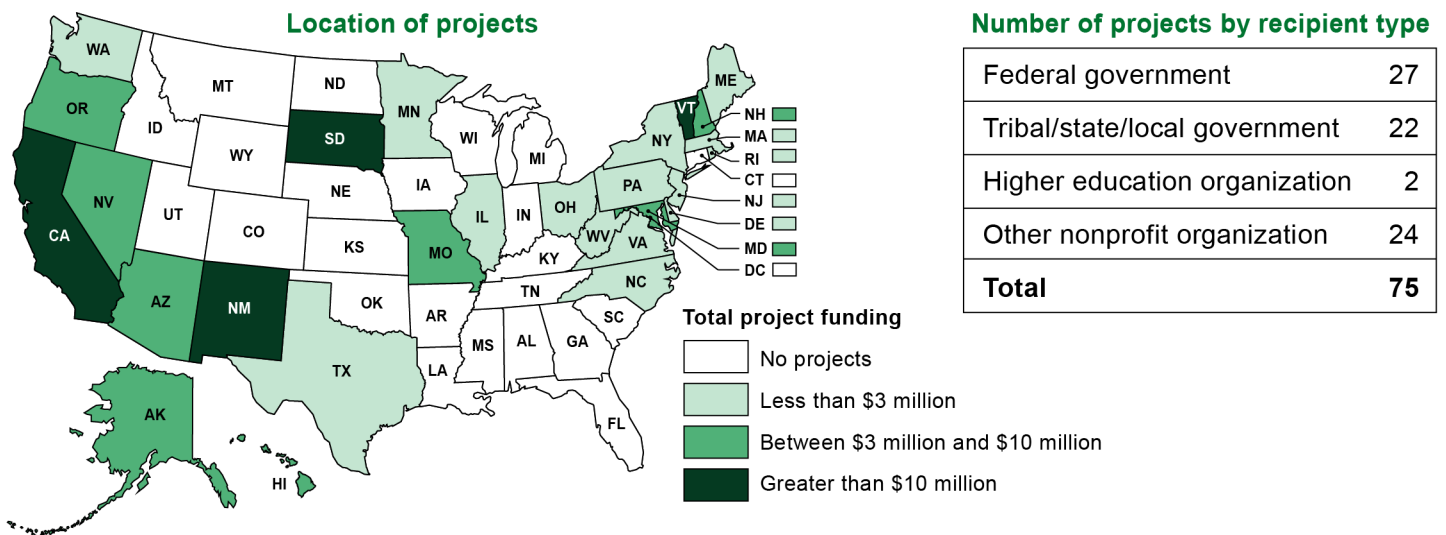 Location of projects
WA
OR
CA
NV
ID
MT
WY
UT
AZ
CO
NM
ND
SD
NE
KS
OK
TX
MN
IA
MO
AR
LA
WI
IL
MI
IN
OH
KY
TN
MS
AL
GA
FL
SC
NC
VA
WV
PA
NY
VT
ME
NH
MA
RI
CT
NJ
DE
MD
DC
AK
HI
Total project funding
No projects
Less than $3 million
Between $3 million and $10 million
Greater than $10 million
Number of projects by recipient type
Federal government 27
Tribal/state/local government 22
Higher education organization 2
Other nonprofit organization 24
Total 75